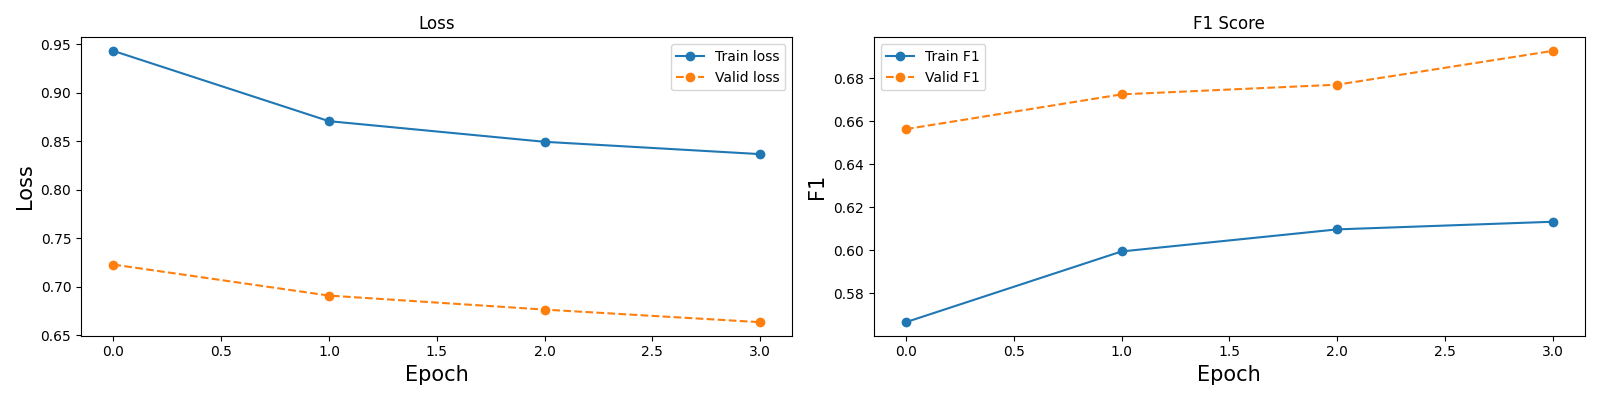 Loss
0.95
0.90
0.85
0.80
0.75
0.70
0.65
Loss
Train loss
Valid loss
0.0 0.5 1.0 1.5 2.0 2.5 3.0
Epoch
F1 Score
0.68
0.66
0.64
0.62
0.60
0.58
F1
Train F1
Valid F1
0.0 0.5 1.0 1.5 2.0 2.5 3.0
Epoch